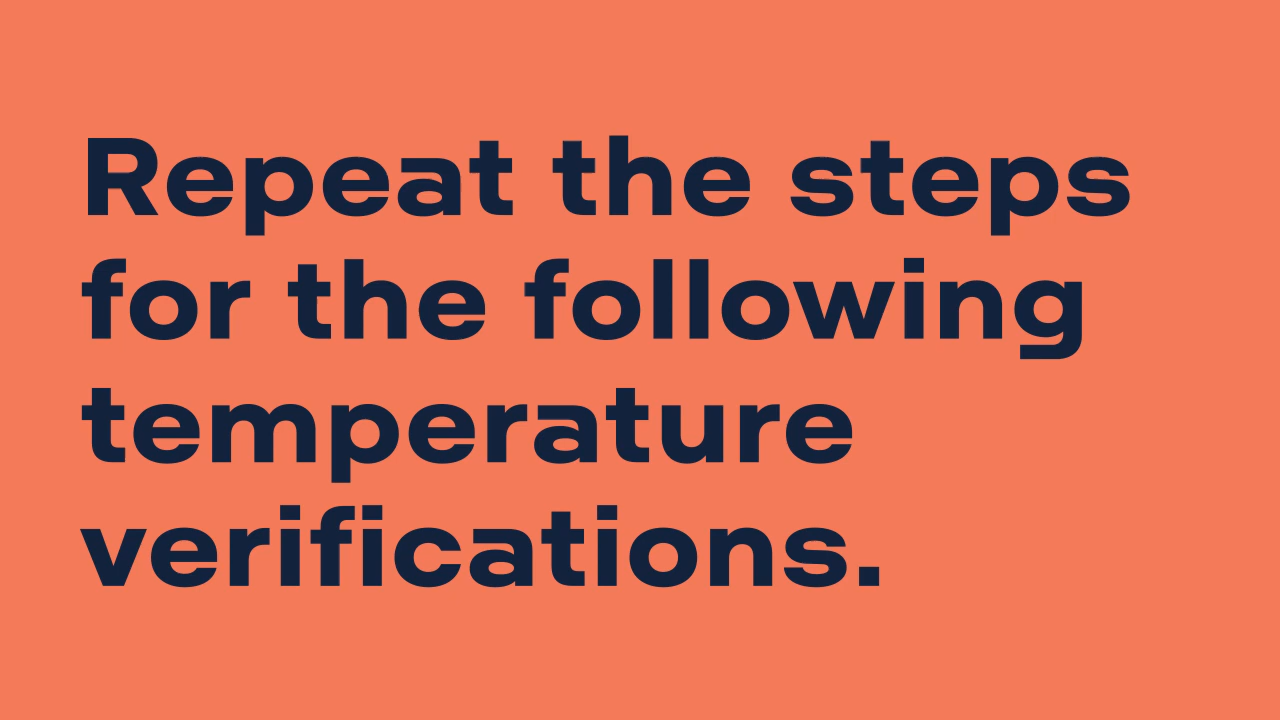 Repeat the steps
for the following
temperature
verifications.